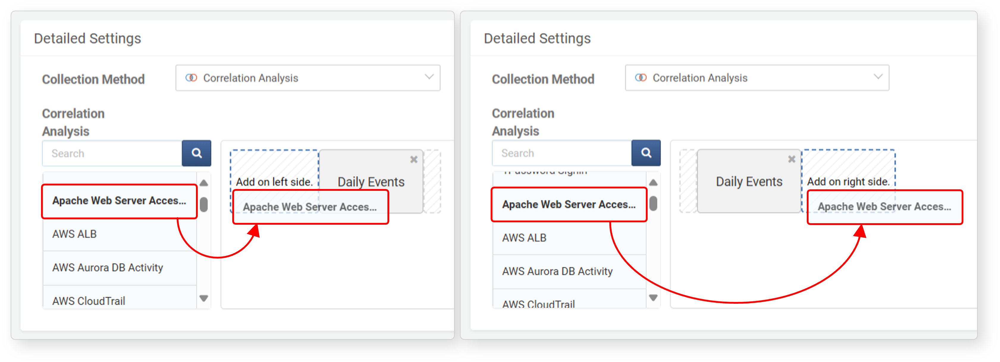 Detailed Settings
Collection Method
Correlation Analysis
Correlation
Analysis
Search
Apache Web Server Acces...
AWS ALB
AWS Aurora DB Activity
AWS CloudTrail
Add on left side.
Daily Events
Apache Web Server Acces...
Detailed Settings
Collection Method
Correlation Analysis
Correlation
Analysis
Search
Password Signin
Apache Web Server Acces...
AWS ALB
AWS Aurora DB Activity
AWS CloudTrail
Daily Events
Add on right side.
Apache Web Server Acces...